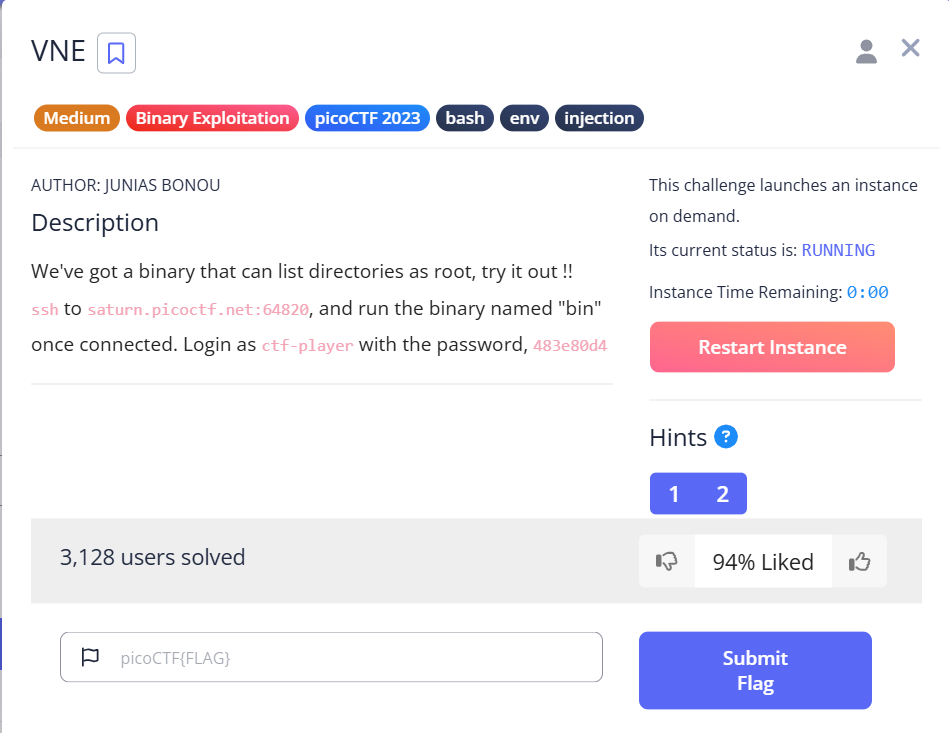 VNE
Medium Binary Exploitation picoCTF 2023 bash env injection
AUTHOR: JUNIAS BONOU
Description
We've got a binary that can list directories as root, try it out !!
ssh to saturn.picoctf.net:64820, and run the binary named "bin"
once connected. Login as ctf-player with the password, 483e80d4
This challenge launches an instance
on demand.
Its current status is: RUNNING
Instance Time Remaining: 0:00
Restart Instance
Hints ?
1 2
3,128 users solved
94% Liked
picoCTF{FLAG}
Submit
Flag